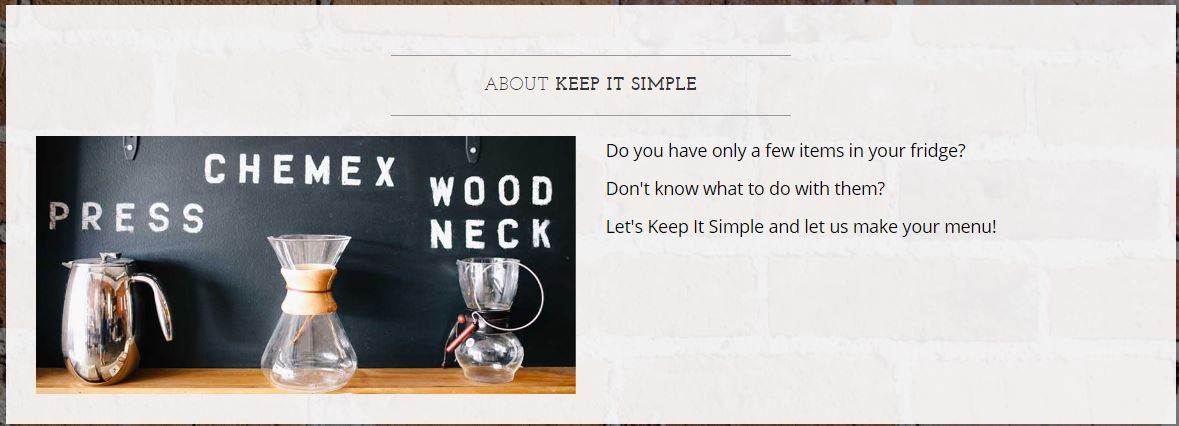 ABOUT KEEP IT SIMPLE
CHEMEX
WOOD
NECK
PRESS
Do you have only a few items in your fridge?
Don't know what to do with them?
Let's Keep It Simple and let us make your menu!